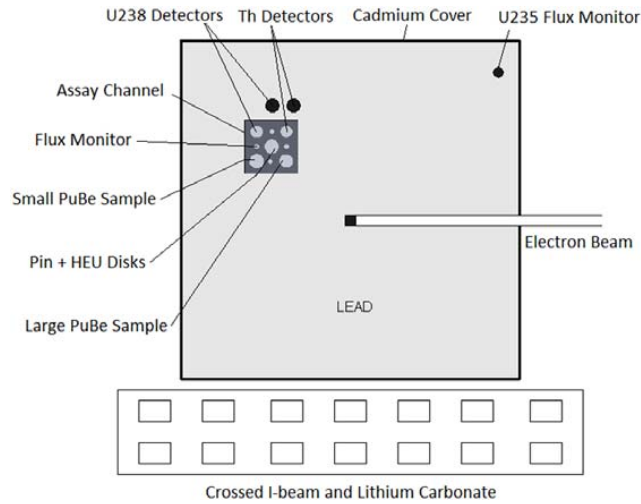 U238 Detectors
Th Detectors
Cadmium Cover
U235 Flux Monitor
Assay Channel
Flux Monitor
Small PuBe Sample
Electron Beam
Pin + HEU Disks
LEAD
Large PuBe Sample
Crossed I-beam and Lithium Carbonate